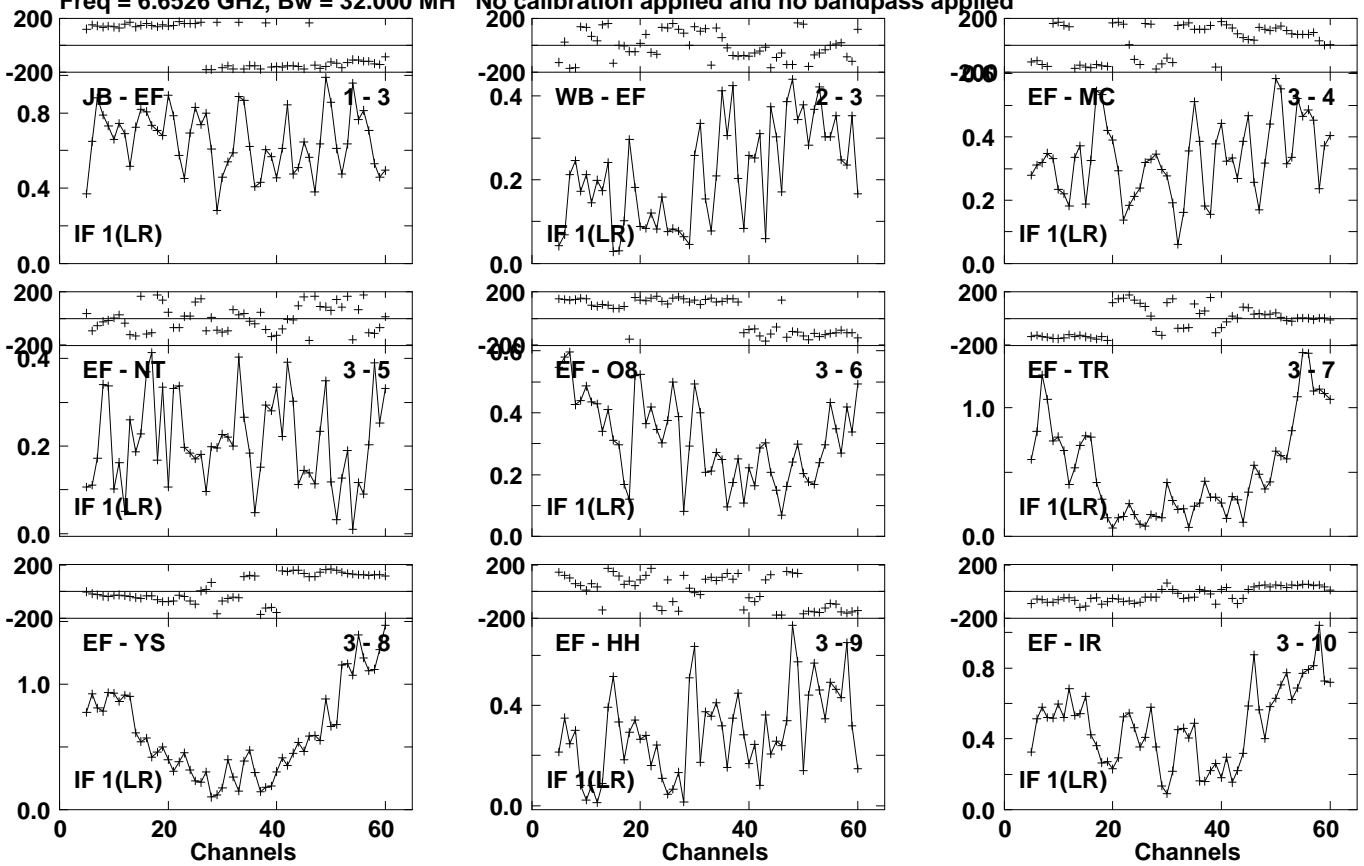 Freq = 6.6526 GHz, Bw = 32.000 MH No calibration applied and no bandpass applied
200
-200
JB - EF 1 - 3
0.8
0.4
IF 1(LR)
0.0
WB - EF 2 - 3
0.4
0.2
IF 1(LR)
0.0
200
-200
0.6
EF - MC 3 - 4
0.4
0.2
IF 1(LR)
0.0
200
-200
0.4
EF - NT 3 - 5
0.2
IF 1(LR)
0.0
200
-200
0.6
EF - O8 3 - 6
0.4
0.2
IF 1(LR)
0.0
200
-200
EF - TR 3 - 7
1.0
IF 1(LR)
0.0
200
-200
EF - YS 3 - 8
1.0
IF 1(LR)
0.0
0 20 40 60
Channels
200
-200
EF - HH 3 - 9
0.4
IF 1(LR)
0.0
0 20 40 60
Channels
200
-200
EF - IR 3 - 10
0.8
0.4
IF 1(LR)
0.0
0 20 40 60
Channels